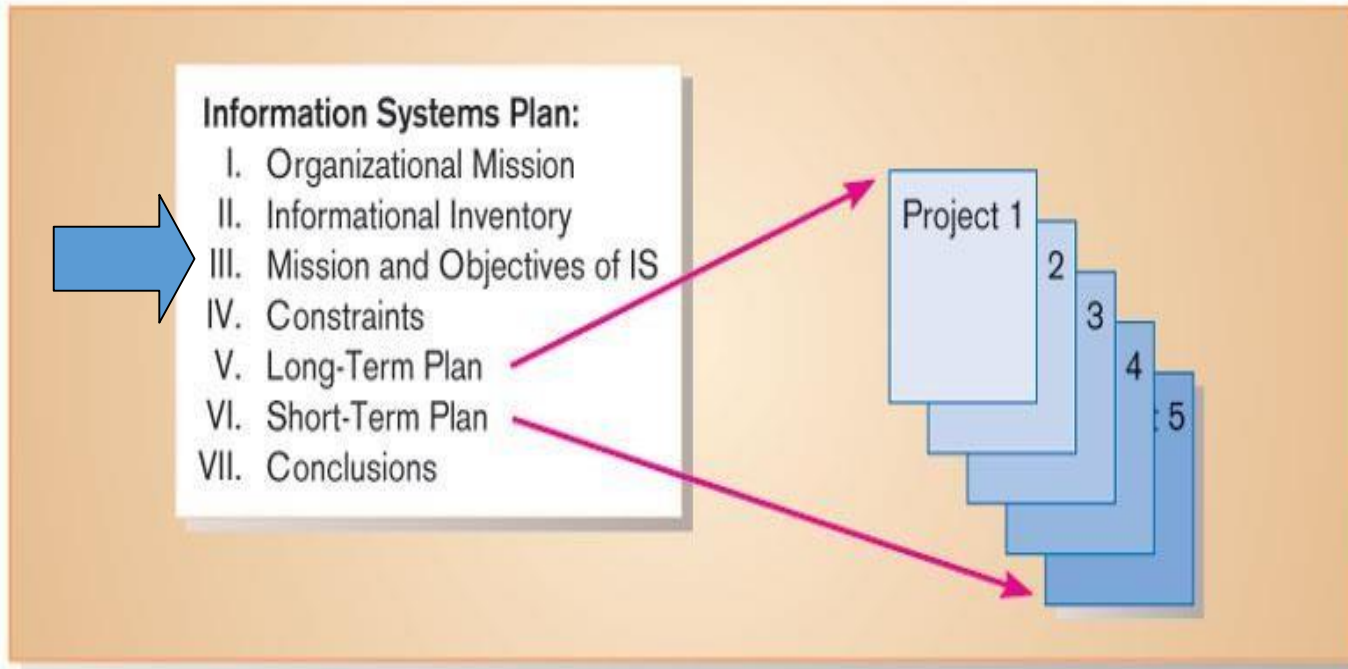 Information Systems Plan:
I. Organizational Mission
II. Informational Inventory
III. Mission and Objectives of IS
IV. Constraints
V. Long-Term Plan
VI. Short-Term Plan
VII. Conclusions
Project 1
2
3
4
5